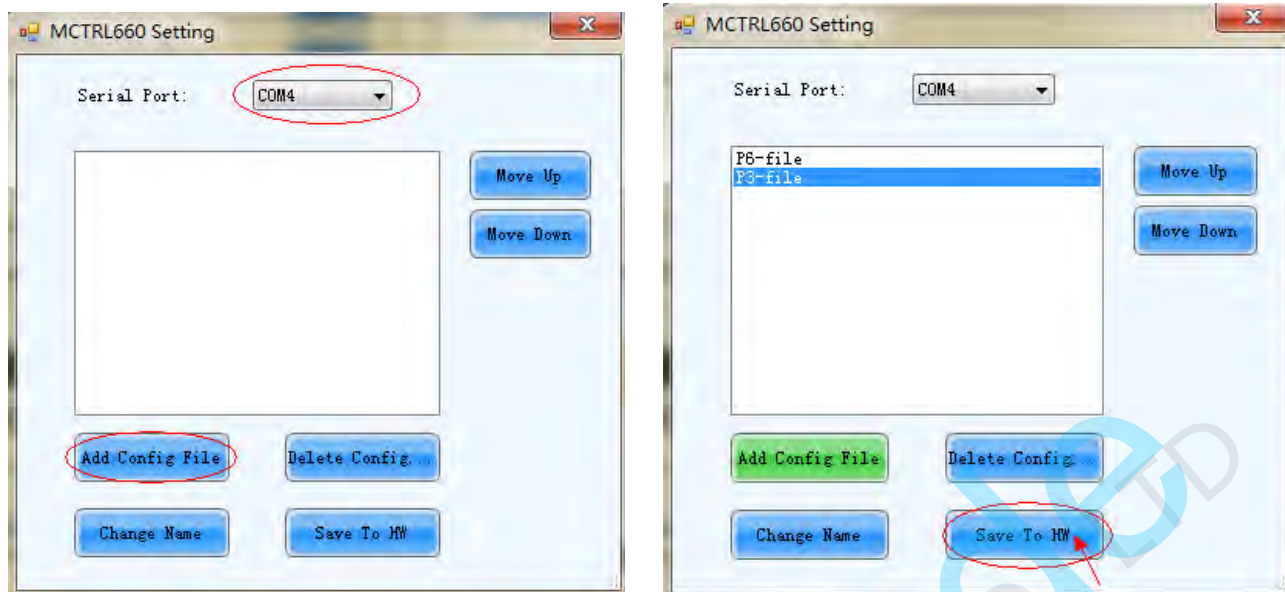 MCTRL660 Setting
Serial Port: COM4
Move Up
Move Down
Add Config File Delete Config...
Change Name Save To HW
MCTRL660 Setting
Serial Port: COM4
P6-file
P3-file
Move Up
Move Down
Add Config File Delete Config...
Change Name Save To HW
LTD